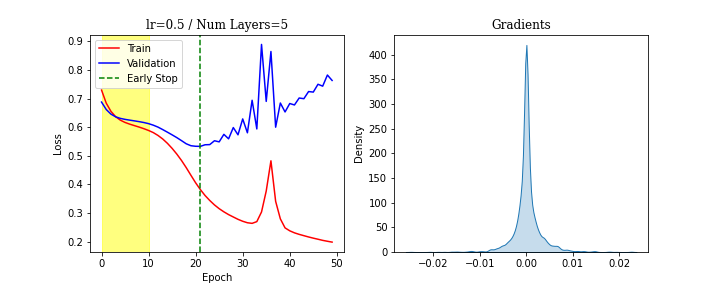 lr=0.5 / Num Layers=5
Loss
0.9
0.8
0.7
0.6
0.5
0.4
0.3
0.2
Train
Validation
Early Stop
0 10 20 30 40 50
Epoch
Gradients
Density
400
350
300
250
200
150
100
50
0
−0.02 −0.01 0.00 0.01 0.02